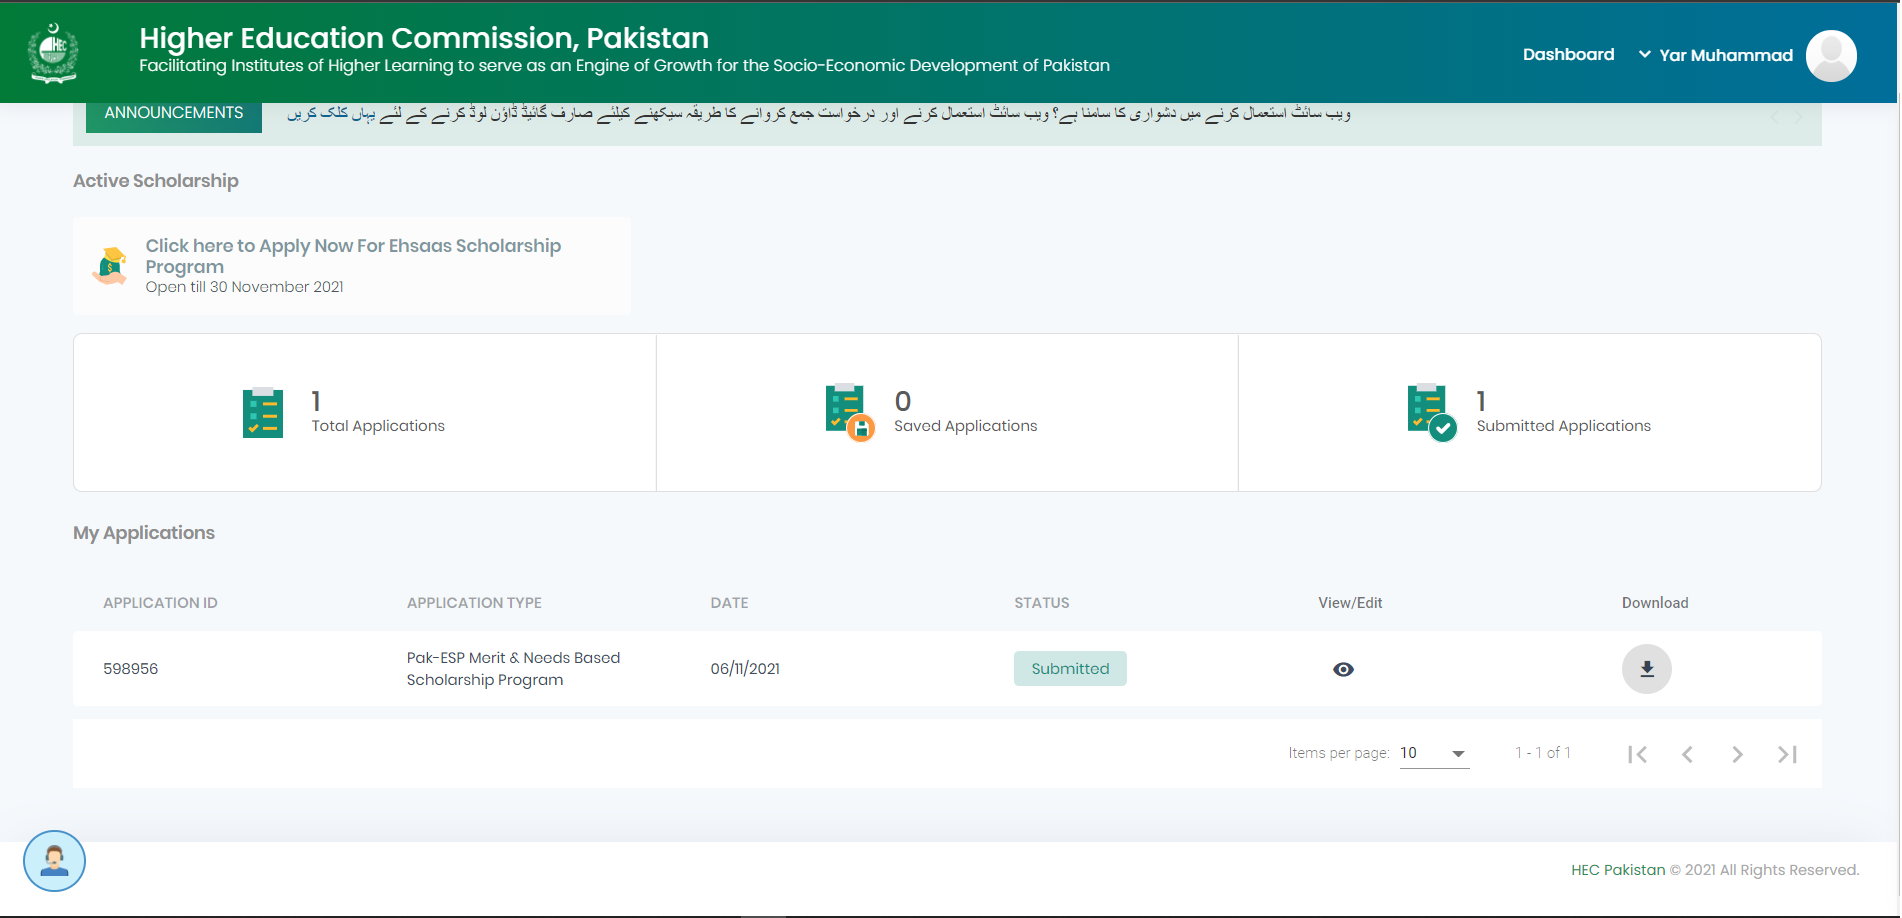 Higher Education Commission, Pakistan
Facilitating Institutes of Higher Learning to serve as an Engine of Growth for the Socio-Economic Development of Pakistan
Dashboard
Yar Muhammad
HEC
ANNOUNCEMENTS
ویب سائٹ استعمال کرنے میں دشواری کا سامنا ہے؟ ویب سائٹ استعمال کرنے اور درخواست جمع کروانے کا طریقہ سیکھنے کیلئے صارف گائیڈ ڈاؤن لوڈ کرنے کے لئے یہاں کلک کریں
Active Scholarship
Click here to Apply Now For Ehsaas Scholarship
Program
Open till 30 November 2021
1
Total Applications
0
Saved Applications
1
Submitted Applications
My Applications
APPLICATION ID APPLICATION TYPE DATE STATUS View/Edit Download
598956
Pak-ESP Merit & Needs Based
Scholarship Program
06/11/2021
Submitted
Items per page: 10
1 - 1 of 1
HEC Pakistan © 2021 All Rights Reserved.